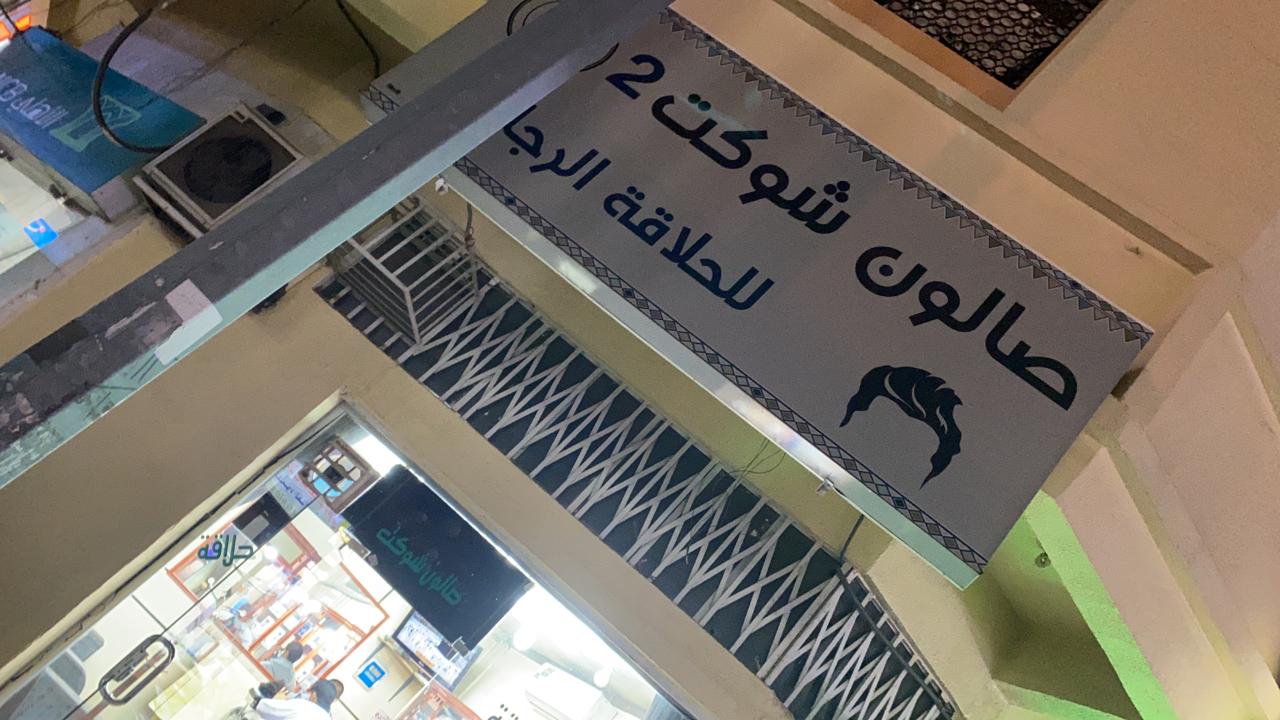 صالون شوكت 2
للحلاقة الرجا
صالون شوكت
حلاقة